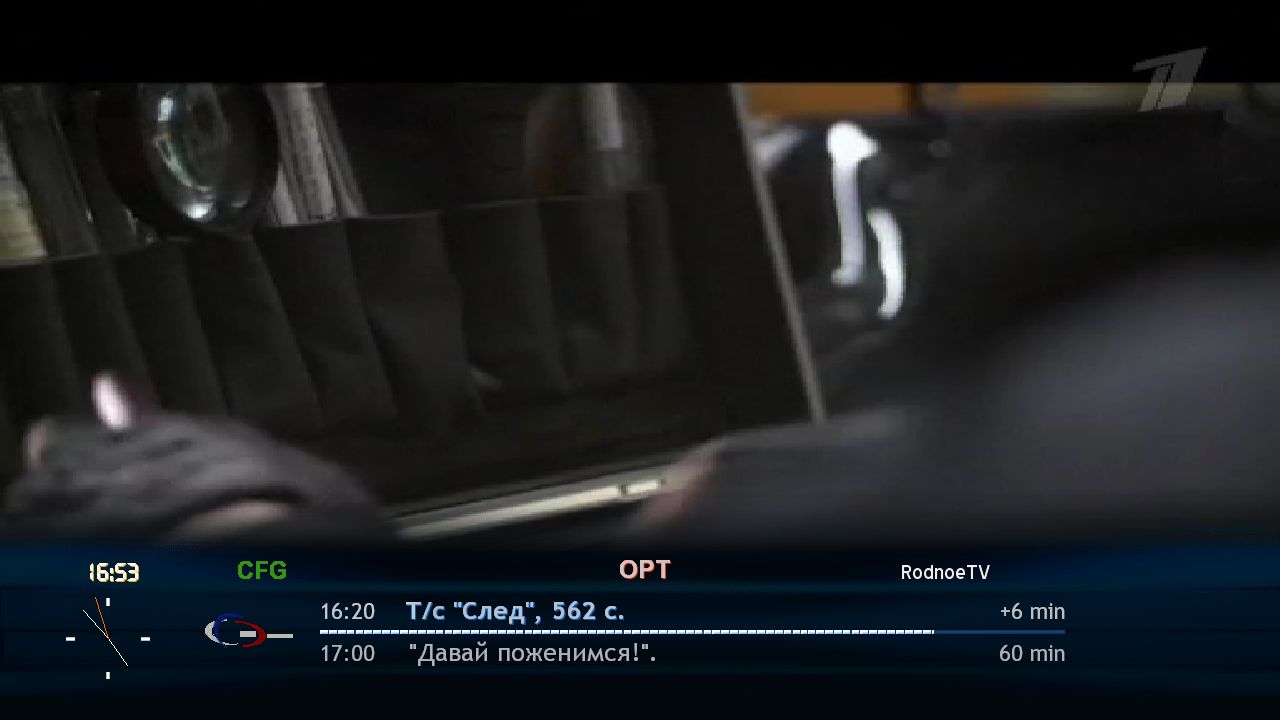 16:53
CFG
ОРТ
RodnoeTV
16:20 Т/с "След", 562 с. +6 min
17:00 "Давай поженимся!". 60 min